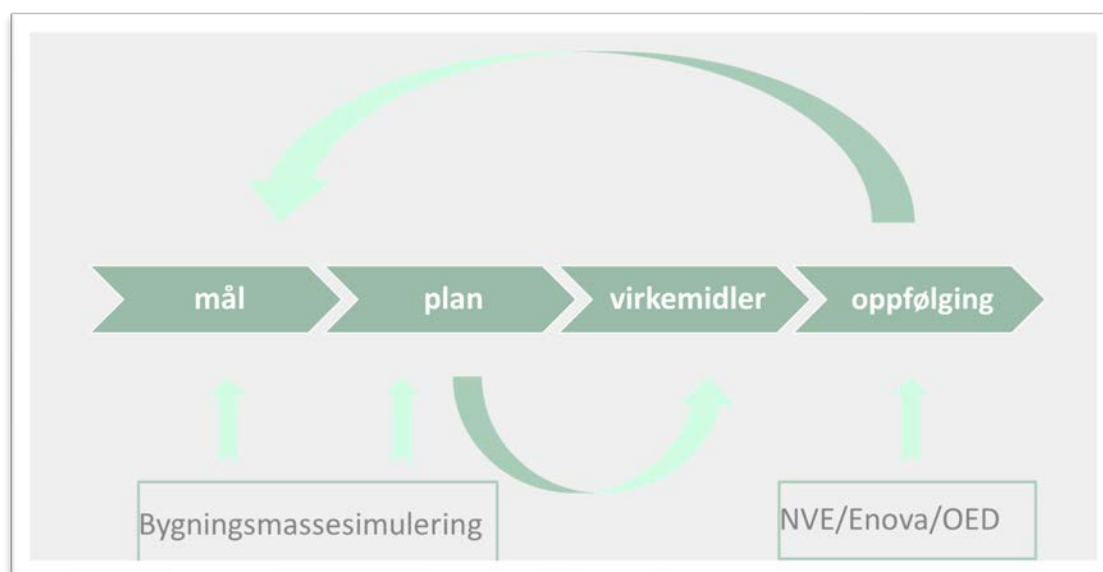 mål
plan
virkemidler
oppfølging
Bygningsmassesimulering
NVE/Enova/OED